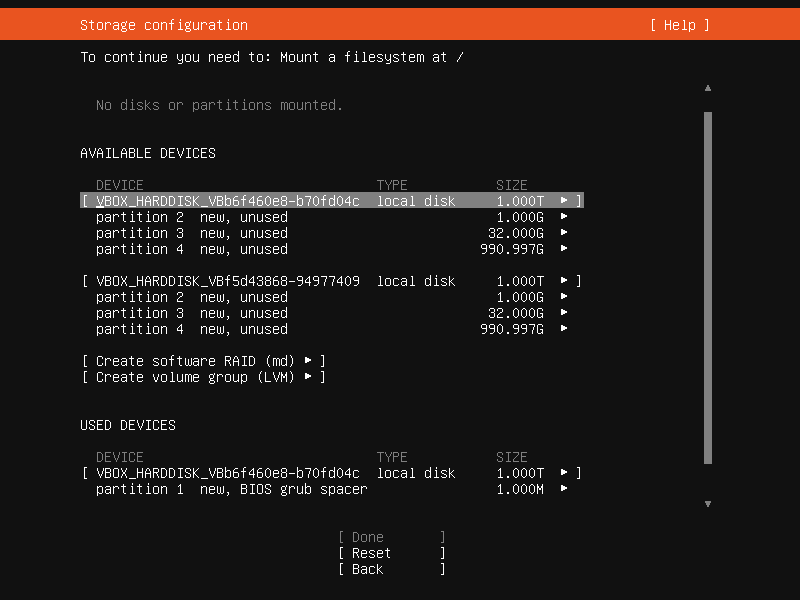 Storage configuration [ Help ]
To continue you need to: Mount a filesystem at /
No disks or partitions mounted.
AVAILABLE DEVICES
DEVICE TYPE SIZE
[ VBOX_HARDDISK_VBb6f460e8-b70fd04c local disk 1.000T ▸ ]
partition 2 new, unused 1.000G ▸
partition 3 new, unused 32.000G ▸
partition 4 new, unused 990.997G ▸
[ VBOX_HARDDISK_VBf5d43868-94977409 local disk 1.000T ▸ ]
partition 2 new, unused 1.000G ▸
partition 3 new, unused 32.000G ▸
partition 4 new, unused 990.997G ▸
[ Create software RAID (md) ▸ ]
[ Create volume group (LVM) ▸ ]
USED DEVICES
DEVICE TYPE SIZE
[ VBOX_HARDDISK_VBb6f460e8-b70fd04c local disk 1.000T ▸ ]
partition 1 new, BIOS grub spacer 1.000M ▸
[ Done ]
[ Reset ]
[ Back ]